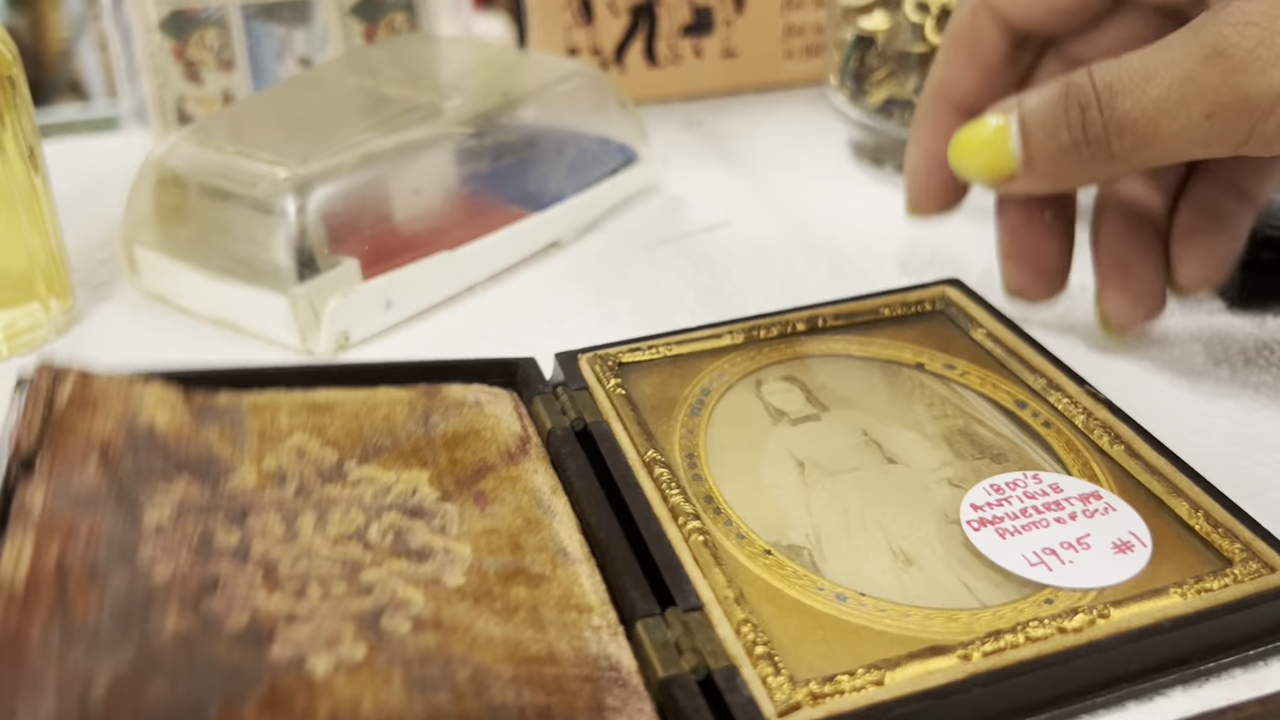 1800'S
ANTIQUE
DAGUERRETYPE
PHOTO OF Girl
49.95 #1